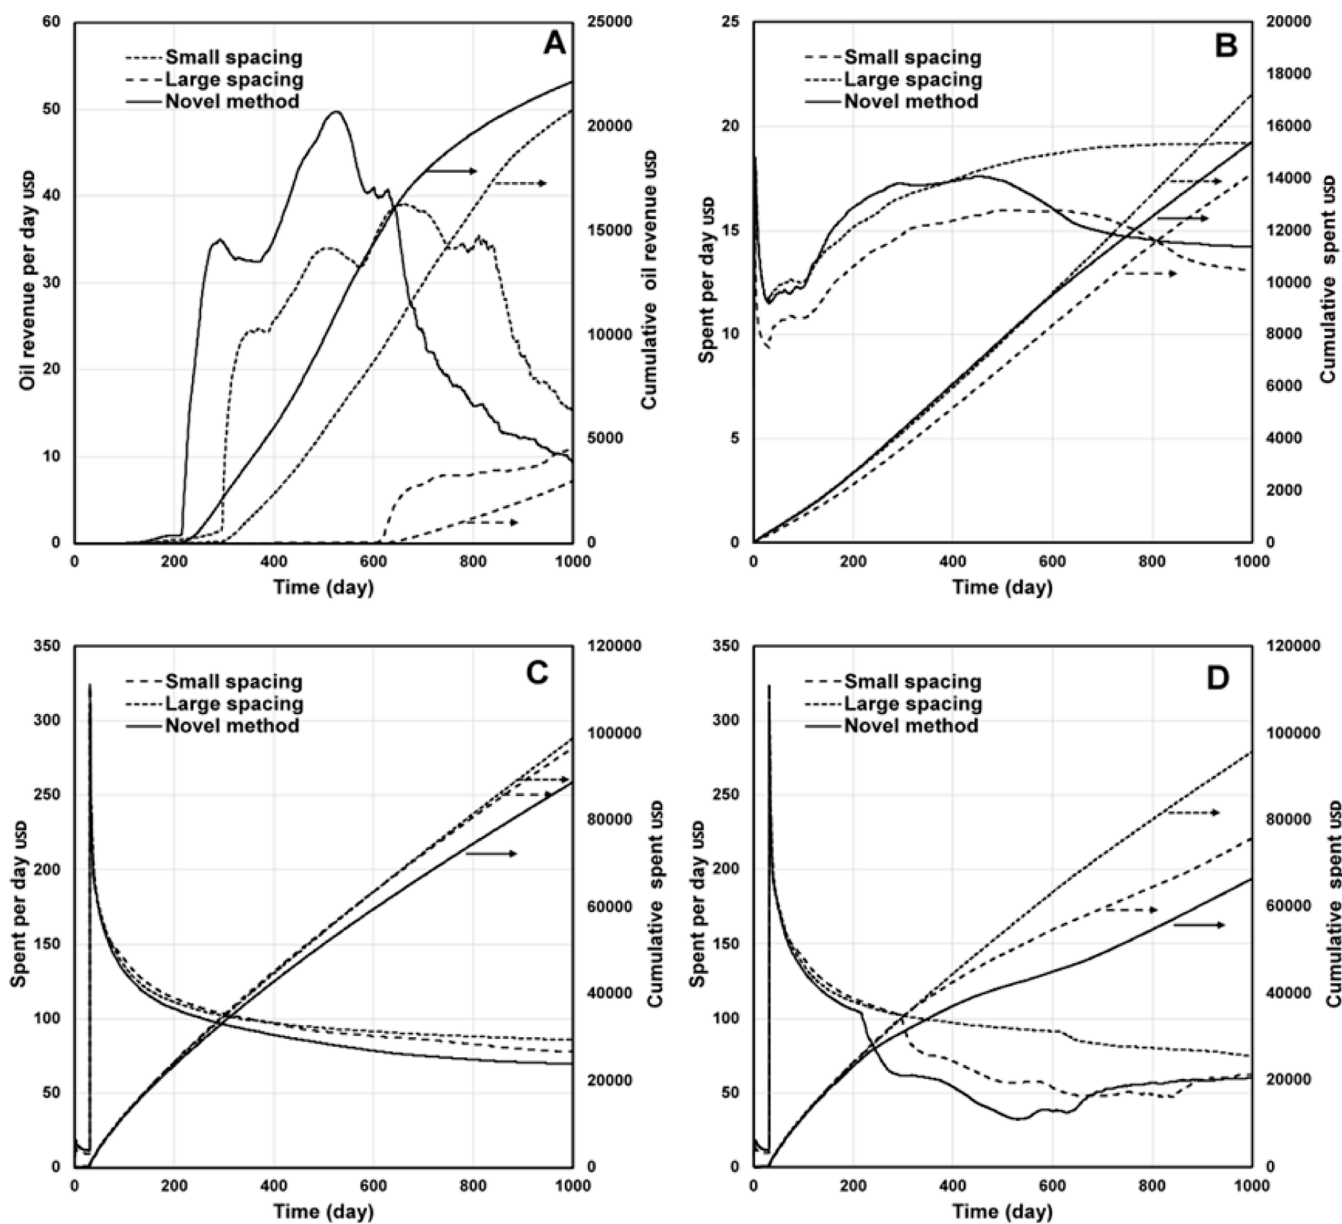 A
Small spacing
Large spacing
Novel method
Oil revenue per day USD
60
50
40
30
20
10
0
Cumulative oil revenue USD
25000
20000
15000
10000
5000
0
0 200 400 600 800 1000
Time (day)
B
Small spacing
Large spacing
Novel method
Spent per day USD
25
20
15
10
5
0
Cumulative spent USD
20000
18000
16000
14000
12000
10000
8000
6000
4000
2000
0
0 200 400 600 800 1000
Time (day)
C
Small spacing
Large spacing
Novel method
Spent per day USD
350
300
250
200
150
100
50
0
Cumulative spent USD
120000
100000
80000
60000
40000
20000
0
0 200 400 600 800 1000
Time (day)
D
Small spacing
Large spacing
Novel method
Spent per day USD
350
300
250
200
150
100
50
0
Cumulative spent USD
120000
100000
80000
60000
40000
20000
0
0 200 400 600 800 1000
Time (day)